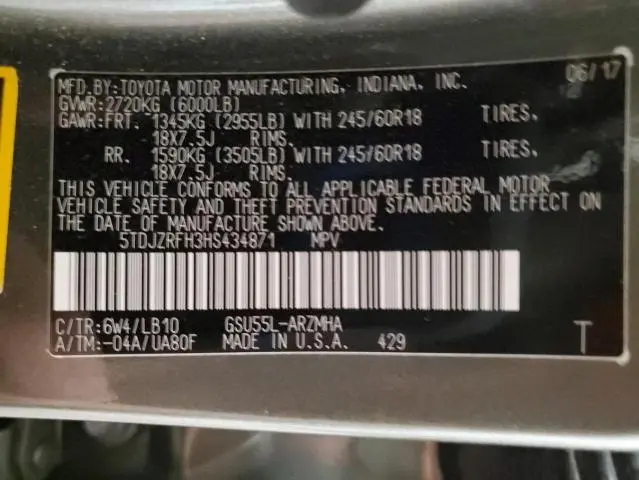 MFD.BY:TOYOTA MOTOR MANUFACTURING, INDIANA, INC. 06/17
GVWR:2720KG (6000LB)
GAWR:FRT. 1345KG (2955LB) WITH 245/60R18 TIRES,
18X7.5J RIMS.
RR. 1590KG (3505LB) WITH 245/60R18 TIRES,
18X7.5J RIMS.
THIS VEHICLE CONFORMS TO ALL APPLICABLE FEDERAL MOTOR
VEHICLE SAFETY AND THEFT PREVENTION STANDARDS IN EFFECT ON
THE DATE OF MANUFACTURE SHOWN ABOVE.
5TDJZRFH3HS434871 MPV
C/TR:6W4/LB10 GSU55L-ARZMHA
A/TM:-04A/UA80F MADE IN U.S.A. 429 T